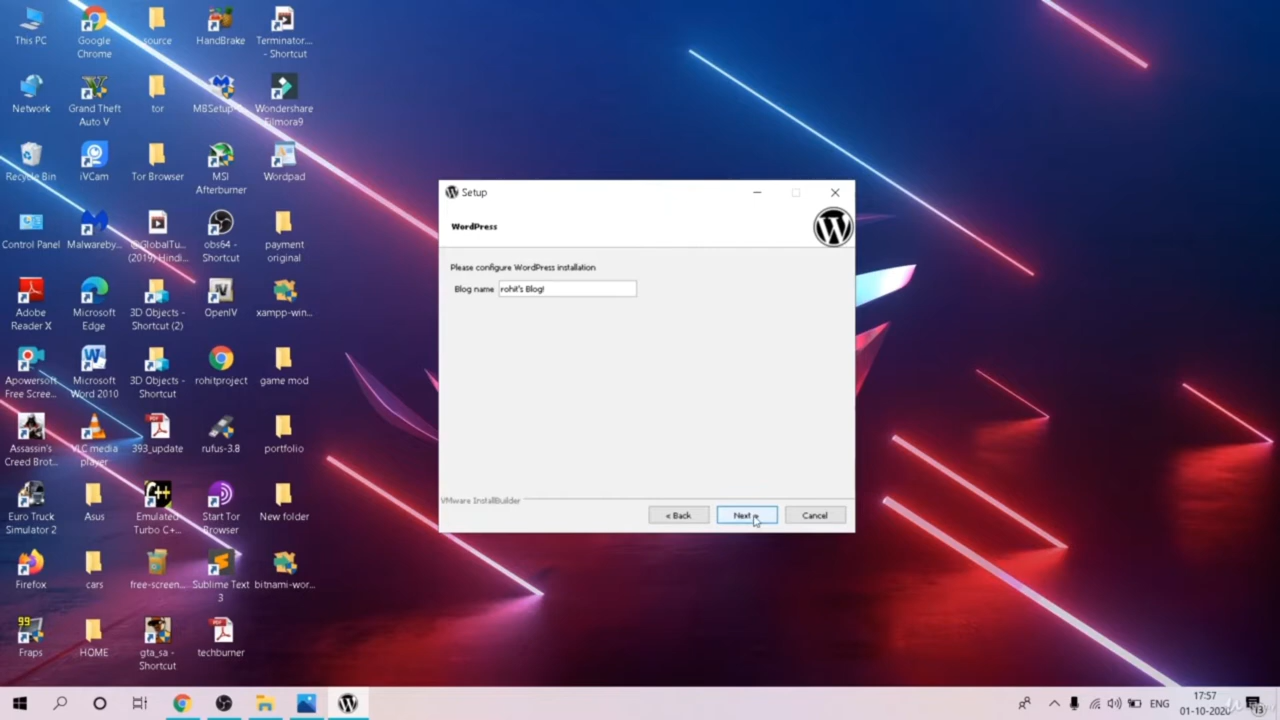 This PC
Google
Chrome
source
HandBrake
Terminator...
- Shortcut
Network
Grand Theft
Auto V
tor
MBSetup-
Wondershare
Filmora9
Recycle Bin
iVCam
Tor Browser
MSI
Afterburner
Wordpad
Control Panel
Malwareby...
@GlobalTu...
(2019) Hindi...
obs64 -
Shortcut
payment
original
Adobe
Reader X
Microsoft
Edge
3D Objects -
Shortcut (2)
OpenIV
xampp-win...
Apowersoft
Free Scree...
Microsoft
Word 2010
3D Objects -
Shortcut
rohitproject
game mod
Assassin's
Creed Brot...
VLC media
player
393_update
rufus-3.8
portfolio
Euro Truck
Simulator 2
Asus
Emulated
Turbo C+...
Start Tor
Browser
New folder
Firefox
cars
free-screen...
Sublime Text
3
bitnami-wor...
99
Fraps
HOME
gta_sa -
Shortcut
techburner
Setup
WordPress
Please configure WordPress installation
Blog name rohit's Blog!
VMware InstallBuilder
< Back
Next >
Cancel
ENG
17:57
01-10-2020
13